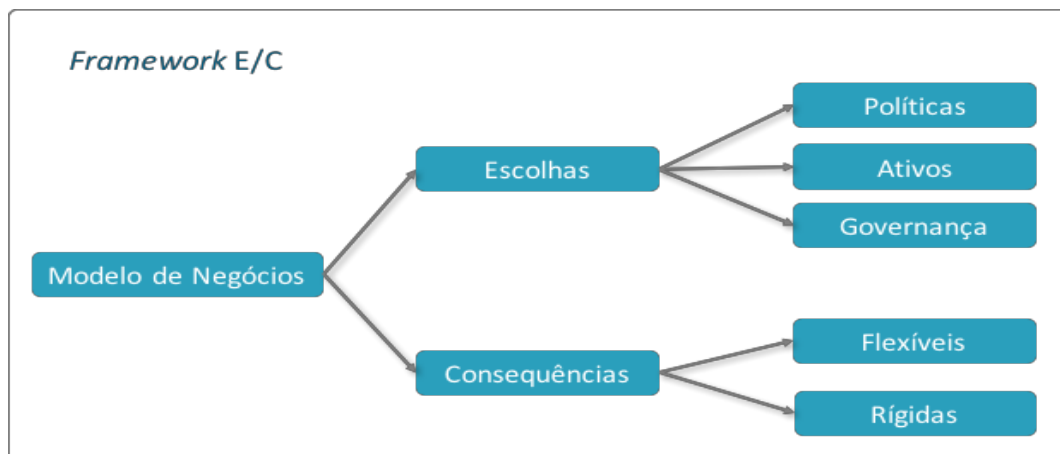 Framework E/C
Políticas
Escolhas
Ativos
Governança
Modelo de Negócios
Flexíveis
Consequências
Rígidas